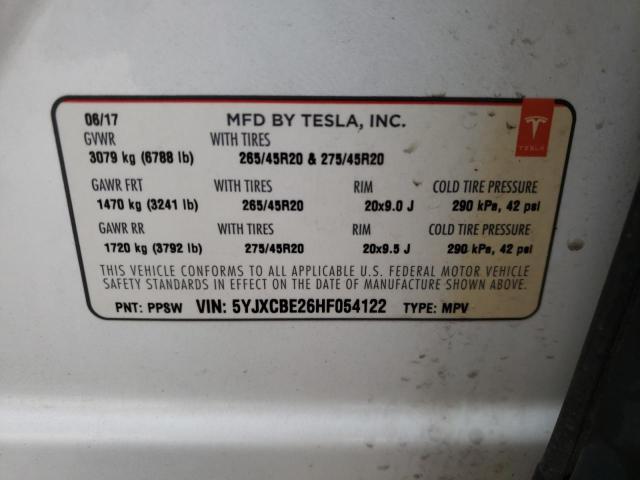 06/17 MFD BY TESLA, INC.
GVWR WITH TIRES
3079 kg (6788 lb) 265/45R20 & 275/45R20
TESLA
GAWR FRT WITH TIRES RIM COLD TIRE PRESSURE
1470 kg (3241 lb) 265/45R20 20x9.0 J 290 kPa, 42 psi
GAWR RR WITH TIRES RIM COLD TIRE PRESSURE
1720 kg (3792 lb) 275/45R20 20x9.5 J 290 kPa, 42 psi
THIS VEHICLE CONFORMS TO ALL APPLICABLE U.S. FEDERAL MOTOR VEHICLE
SAFETY STANDARDS IN EFFECT ON THE DATE OF MANUFACTURE SHOWN ABOVE.
PNT: PPSW VIN: 5YJXCBE26HF054122 TYPE: MPV